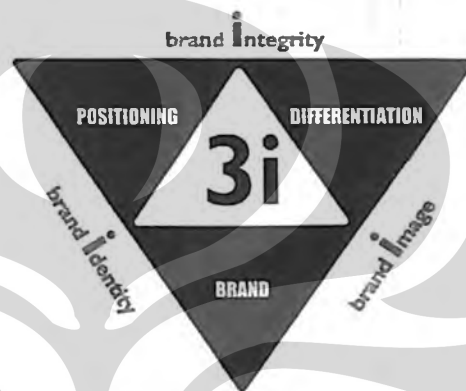 brand integrity
POSITIONING
DIFFERENTIATION
3i
brand identity
brand image
BRAND